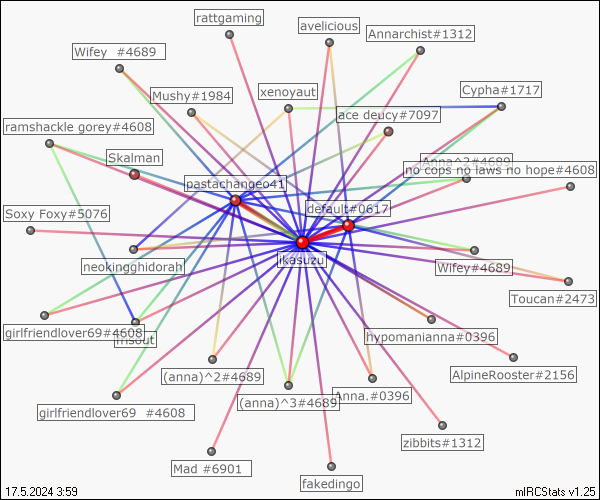 rattgaming
avelicious
Annarchist#1312
Wifey #4689
Mushy#1984
xenoyaut
Cypha#1717
ace deucy#7097
ramshackle gorey#4608
Skalman
Anna^2#4689
no cops no laws no hope#4608
pastachangeo41
default#0617
Soxy Foxy#5076
ikasuzu
neokingghidorah
Wifey#4689
Toucan#2473
girlfriendlover69#4608
frisout
hypomanianna#0396
(anna)^2#4689
AlpineRooster#2156
(anna)^3#4689
Anna.#0396
girlfriendlover69 #4608
zibbits#1312
Mad #6901
fakedingo
17.5.2024 3:59
mIRCStats v1.25